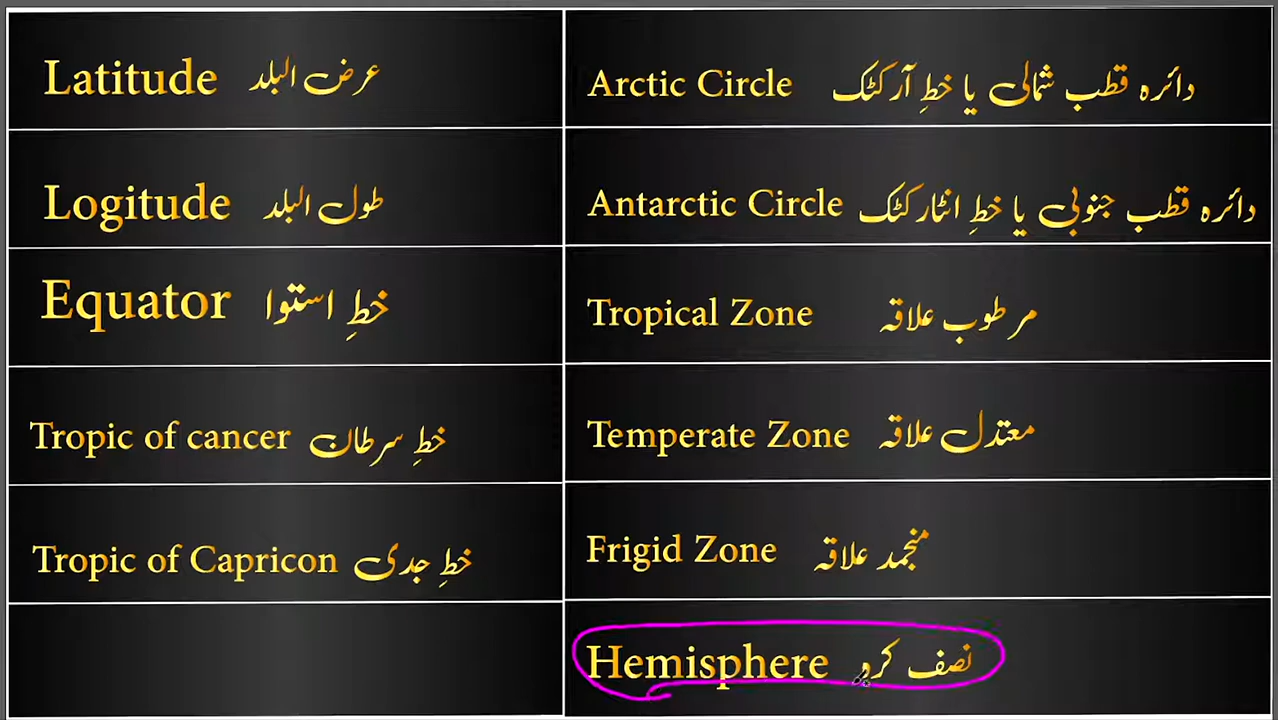 Latitude عرض البلد
Logitude طول البلد
Equator خطِ استوا
Tropic of cancer خطِ سرطان
Tropic of Capricon خطِ جدی
Arctic Circle دائرہ قطب شمالی یا خطِ آرکٹک
Antarctic Circle دائرہ قطب جنوبی یا خطِ انٹارکٹک
Tropical Zone مرطوب علاقہ
Temperate Zone معتدل علاقہ
Frigid Zone منجمد علاقہ
Hemisphere نصف کرہ